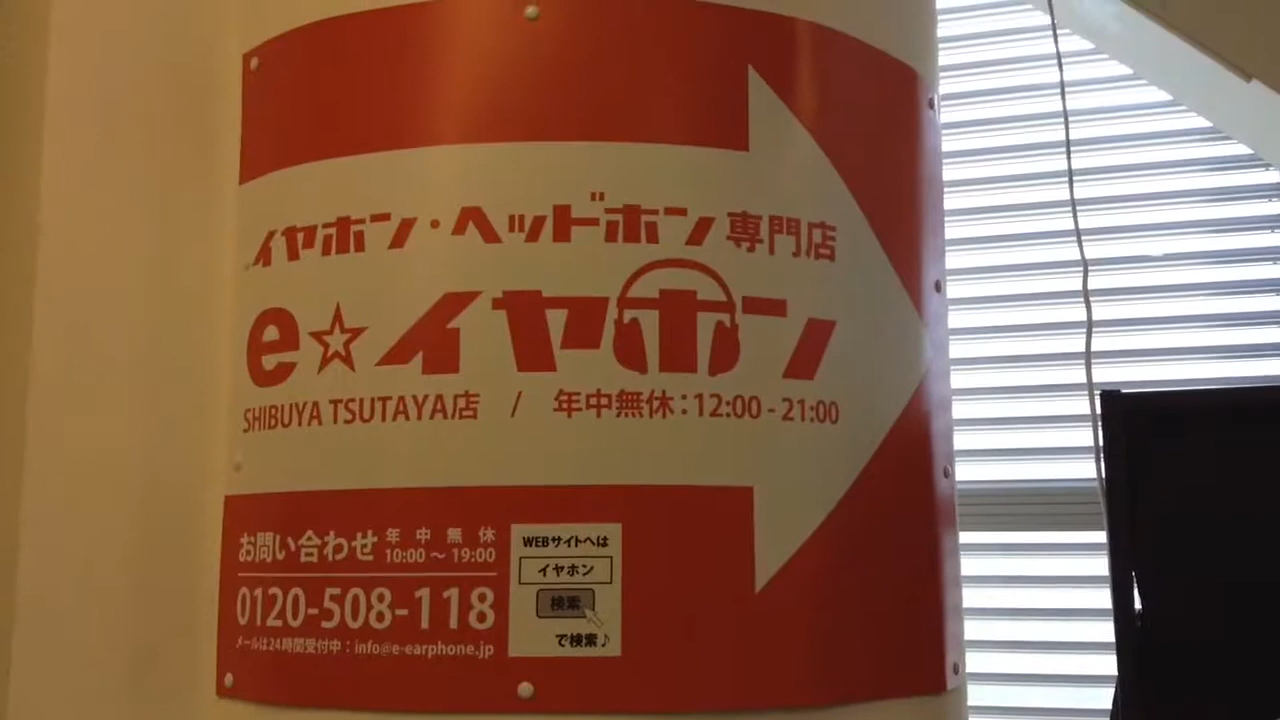 イヤホン・ヘッドホン専門店
e☆イヤホン
SHIBUYA TSUTAYA店 / 年中無休:12:00 - 21:00
お問い合わせ 年中無休 10:00 ～ 19:00
0120-508-118
メールは24時間受付中：info@e-earphone.jp
WEBサイトへは
イヤホン
検索
で検索♪